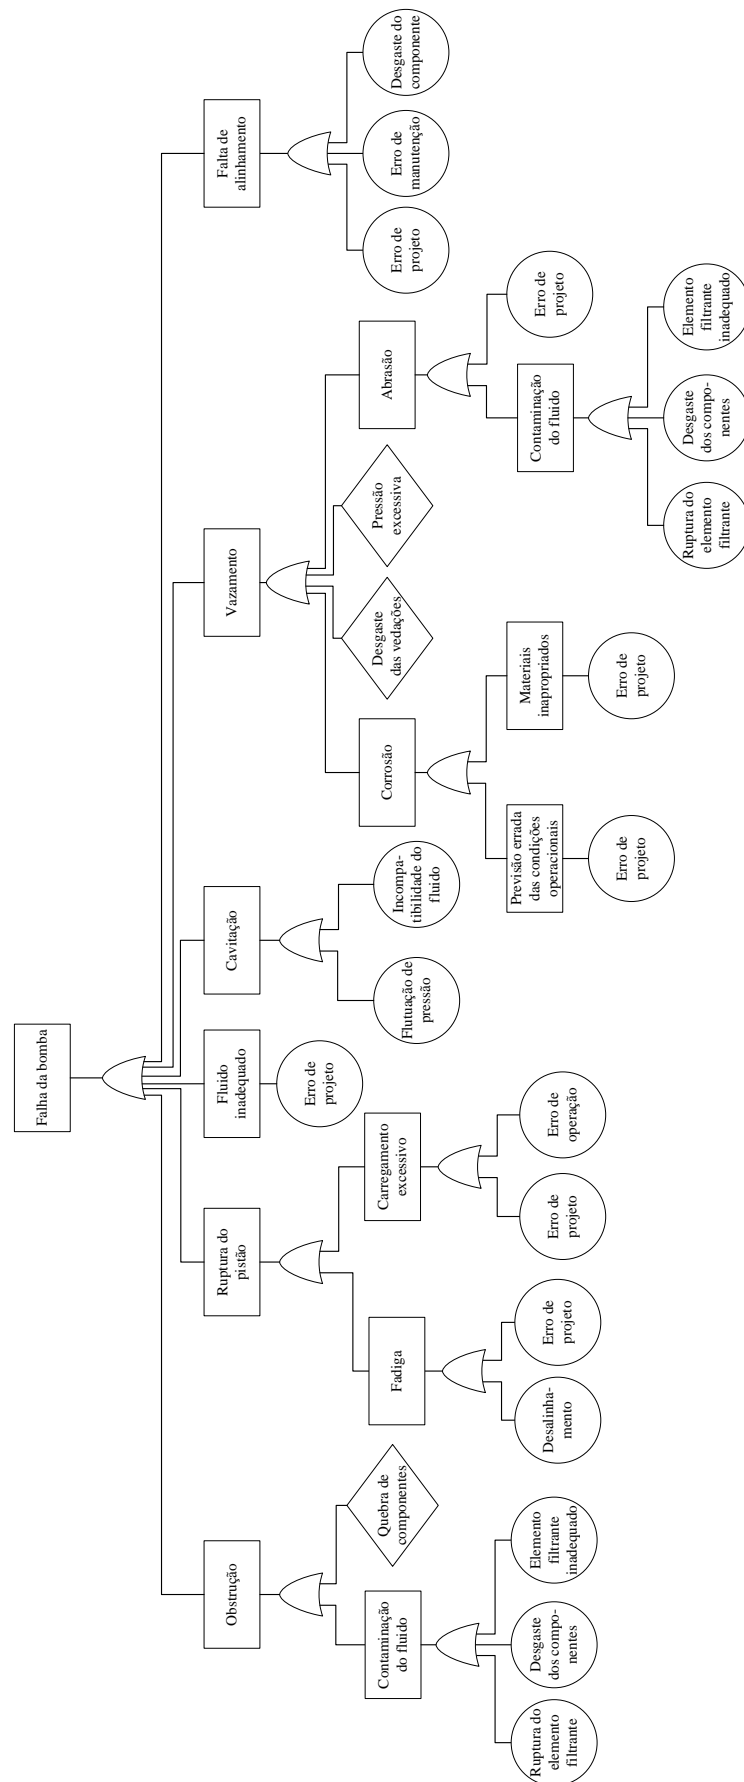 Falha da bomba
Obstrução
Ruptura do
pistão
Fluido
inadequado
Cavitação
Vazamento
Falta de
alinhamento
Contaminação
do fluido
Quebra de
componentes
Fadiga
Carregamento
excessivo
Erro de
projeto
Flutuação de
pressão
Incompa-
tibilidade do
fluido
Corrosão
Desgaste
das vedações
Pressão
excessiva
Abrasão
Erro de
projeto
Erro de
manutenção
Desgaste do
componente
Ruptura do
elemento
filtrante
Desgaste
dos compo-
nentes
Elemento
filtrante
inadequado
Desalinha-
mento
Erro de
projeto
Erro de
projeto
Erro de
operação
Previsão errada
das condições
operacionais
Materiais
inapropriados
Contaminação
do fluido
Erro de
projeto
Erro de
projeto
Erro de
projeto
Ruptura do
elemento
filtrante
Desgaste
dos compo-
nentes
Elemento
filtrante
inadequado